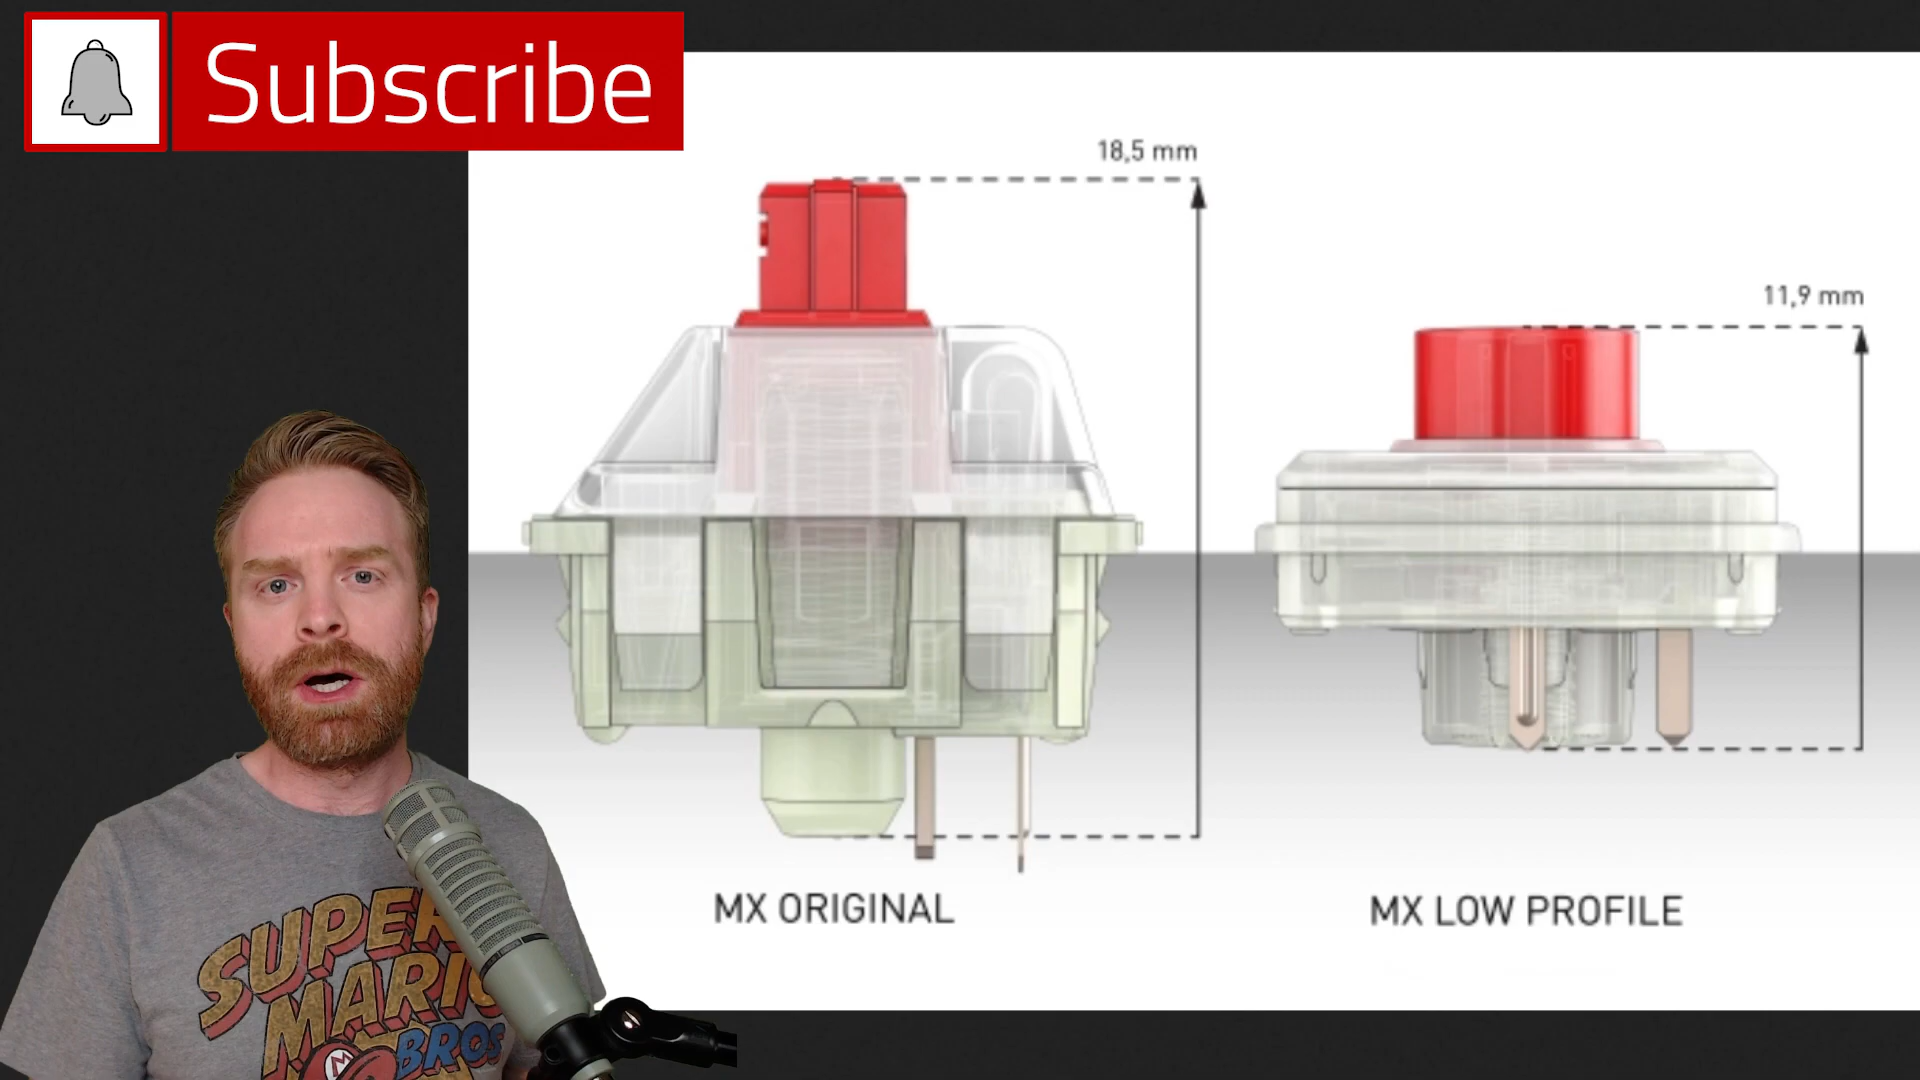 Subscribe
18,5 mm
11,9 mm
MX ORIGINAL
MX LOW PROFILE
SUPER
MARIO
BROS
M